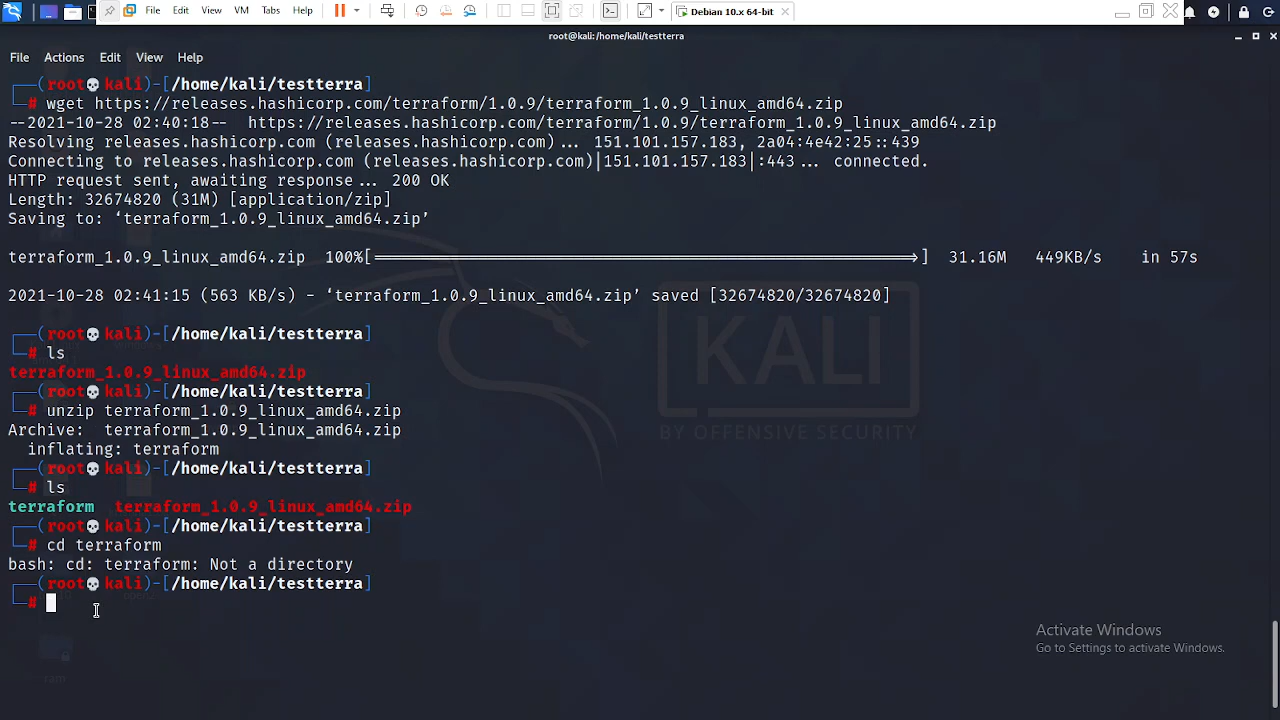 File Edit View VM Tabs Help Debian 10.x 64-bit
root@kali:/home/kali/testterra
File Actions Edit View Help
┌──(root💀kali)-[/home/kali/testterra]
└─# wget https://releases.hashicorp.com/terraform/1.0.9/terraform_1.0.9_linux_amd64.zip
--2021-10-28 02:40:18-- https://releases.hashicorp.com/terraform/1.0.9/terraform_1.0.9_linux_amd64.zip
Resolving releases.hashicorp.com (releases.hashicorp.com)... 151.101.157.183, 2a04:4e42:25::439
Connecting to releases.hashicorp.com (releases.hashicorp.com)|151.101.157.183|:443... connected.
HTTP request sent, awaiting response... 200 OK
Length: 32674820 (31M) [application/zip]
Saving to: ‘terraform_1.0.9_linux_amd64.zip’
terraform_1.0.9_linux_amd64.zip 100%[===================>] 31.16M 449KB/s in 57s
2021-10-28 02:41:15 (563 KB/s) - ‘terraform_1.0.9_linux_amd64.zip’ saved [32674820/32674820]
┌──(root💀kali)-[/home/kali/testterra]
└─# ls
terraform_1.0.9_linux_amd64.zip
┌──(root💀kali)-[/home/kali/testterra]
└─# unzip terraform_1.0.9_linux_amd64.zip
Archive: terraform_1.0.9_linux_amd64.zip
inflating: terraform
┌──(root💀kali)-[/home/kali/testterra]
└─# ls
terraform terraform_1.0.9_linux_amd64.zip
┌──(root💀kali)-[/home/kali/testterra]
└─# cd terraform
bash: cd: terraform: Not a directory
┌──(root💀kali)-[/home/kali/testterra]
└─#
KALI
BY OFFENSIVE SECURITY
Activate Windows
Go to Settings to activate Windows.